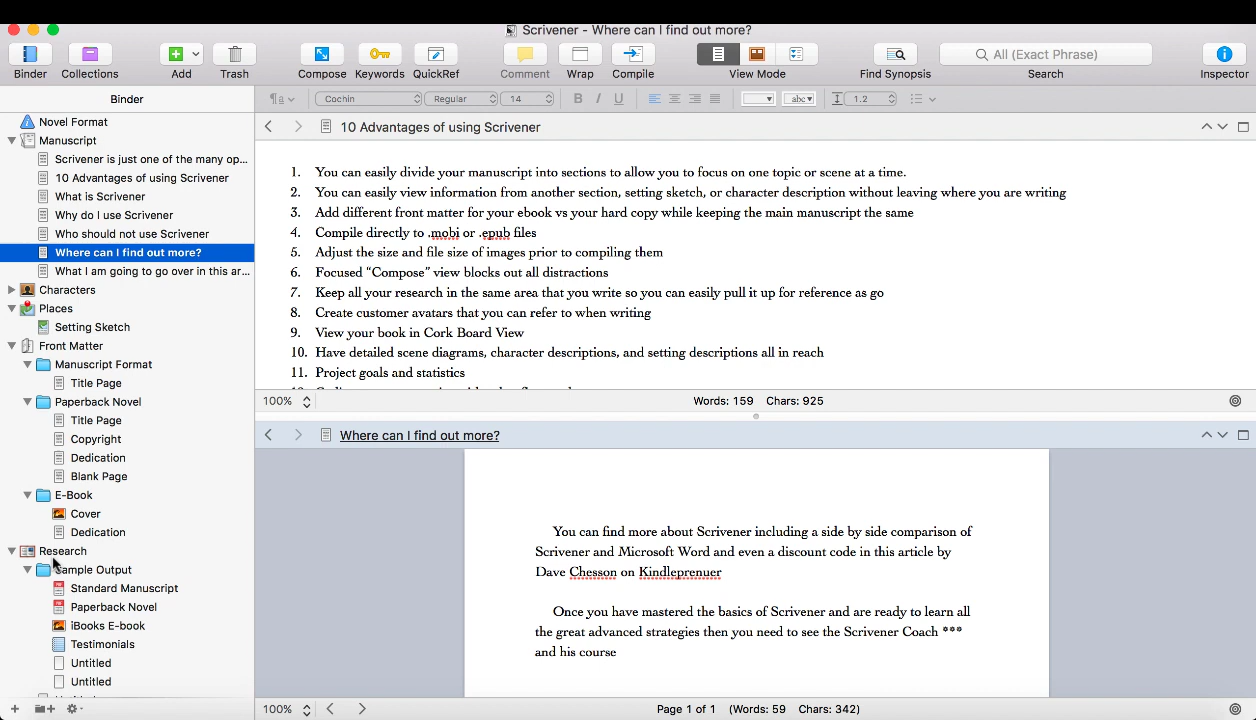 Scrivener - Where can I find out more?
Binder
Collections
Add
Trash
Compose
Keywords
QuickRef
Comment
Wrap
Compile
View Mode
Find Synopsis
All (Exact Phrase)
Search
Inspector
Binder
Cochin
Regular
14
B I U
abc
1.2
Novel Format
Manuscript
Scrivener is just one of the many op...
10 Advantages of using Scrivener
What is Scrivener
Why do I use Scrivener
Who should not use Scrivener
Where can I find out more?
What I am going to go over in this ar...
Characters
Places
Setting Sketch
Front Matter
Manuscript Format
Title Page
Paperback Novel
Title Page
Copyright
Dedication
Blank Page
E-Book
Cover
Dedication
Research
Sample Output
Standard Manuscript
Paperback Novel
iBooks E-book
Testimonials
Untitled
Untitled
10 Advantages of using Scrivener
1. You can easily divide your manuscript into sections to allow you to focus on one topic or scene at a time.
2. You can easily view information from another section, setting sketch, or character description without leaving where you are writing
3. Add different front matter for your ebook vs your hard copy while keeping the main manuscript the same
4. Compile directly to .mobi or .epub files
5. Adjust the size and file size of images prior to compiling them
6. Focused “Compose” view blocks out all distractions
7. Keep all your research in the same area that you write so you can easily pull it up for reference as go
8. Create customer avatars that you can refer to when writing
9. View your book in Cork Board View
10. Have detailed scene diagrams, character descriptions, and setting descriptions all in reach
11. Project goals and statistics
100%
Words: 159 Chars: 925
Where can I find out more?
You can find more about Scrivener including a side by side comparison of
Scrivener and Microsoft Word and even a discount code in this article by
Dave Chesson on Kindleprenuer
Once you have mastered the basics of Scrivener and are ready to learn all
the great advanced strategies then you need to see the Scrivener Coach ***
and his course
100%
Page 1 of 1 (Words: 59 Chars: 342)